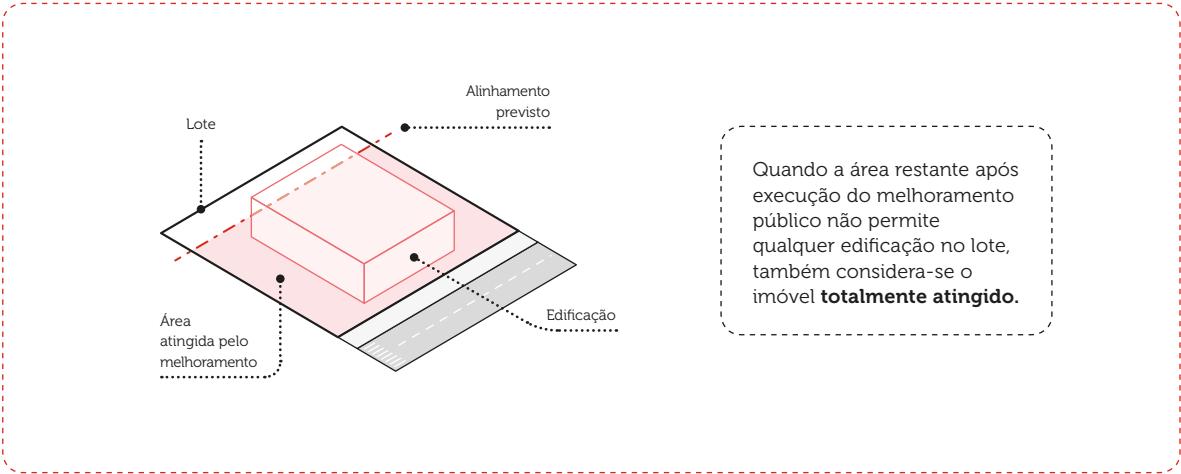 Alinhamento
previsto
Lote
Área
atingida pelo
melhoramento
Edificação
Quando a área restante após
execução do melhoramento
público não permite
qualquer edificação no lote,
também considera-se o
imóvel totalmente atingido.